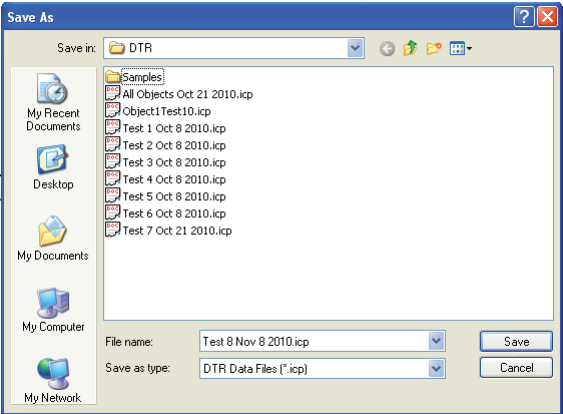 Save As
Save in: DTR
My Recent
Documents
Desktop
My Documents
My Computer
My Network
Samples
All Objects Oct 21 2010.icp
Object1Test10.icp
Test 1 Oct 8 2010.icp
Test 2 Oct 8 2010.icp
Test 3 Oct 8 2010.icp
Test 4 Oct 8 2010.icp
Test 5 Oct 8 2010.icp
Test 6 Oct 8 2010.icp
Test 7 Oct 21 2010.icp
File name: Test 8 Nov 8 2010.icp Save
Save as type: DTR Data Files (*.icp) Cancel